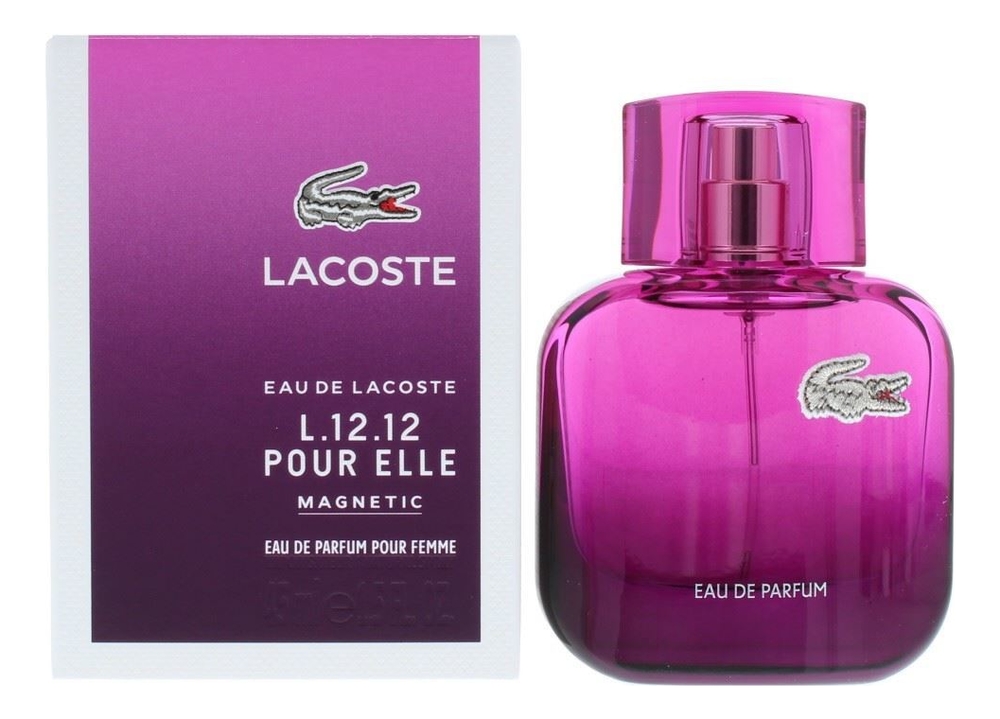 LACOSTE
EAU DE LACOSTE
L.12.12
POUR ELLE
MAGNETIC
EAU DE PARFUM POUR FEMME
EAU DE PARFUM